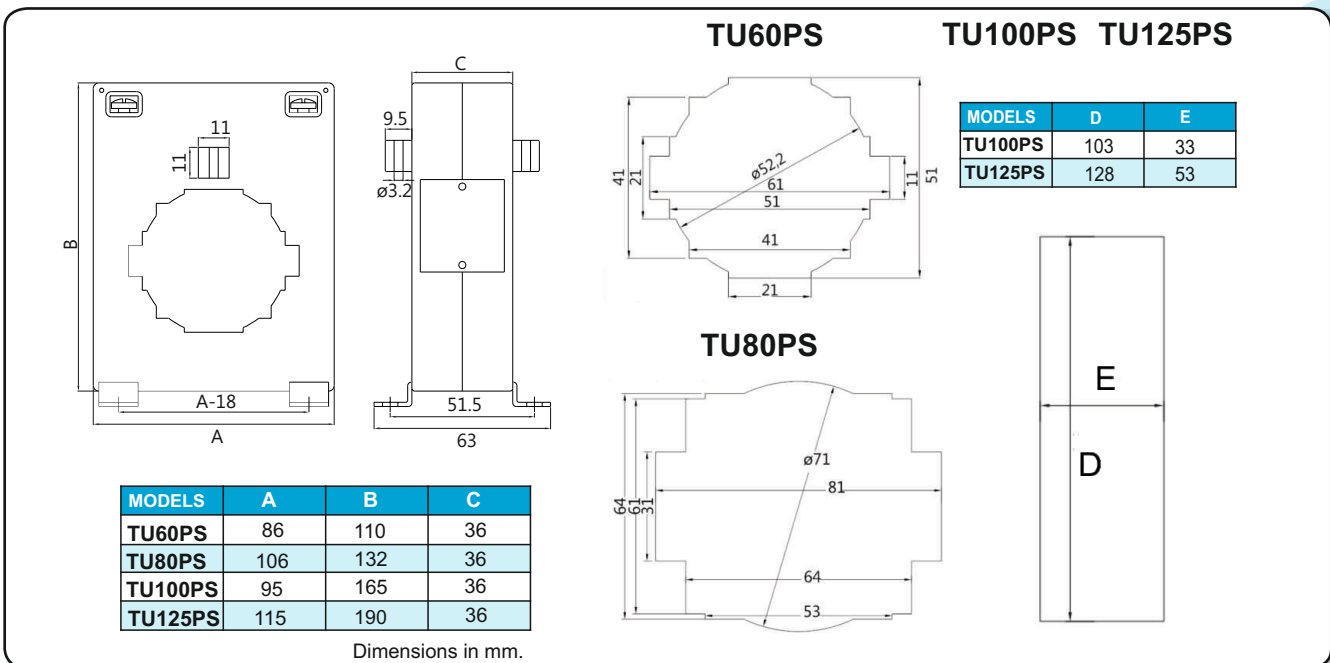 TU60PS
TU100PS TU125PS
C
9.5
ø3.2
11
11
B
A-18
A
51.5
63
ø52,2
41
21
61
51
41
21
11
51
MODELS D E
TU100PS 103 33
TU125PS 128 53
TU80PS
ø71
81
64
61
31
64
53
E
D
MODELS A B C
TU60PS 86 110 36
TU80PS 106 132 36
TU100PS 95 165 36
TU125PS 115 190 36
Dimensions in mm.